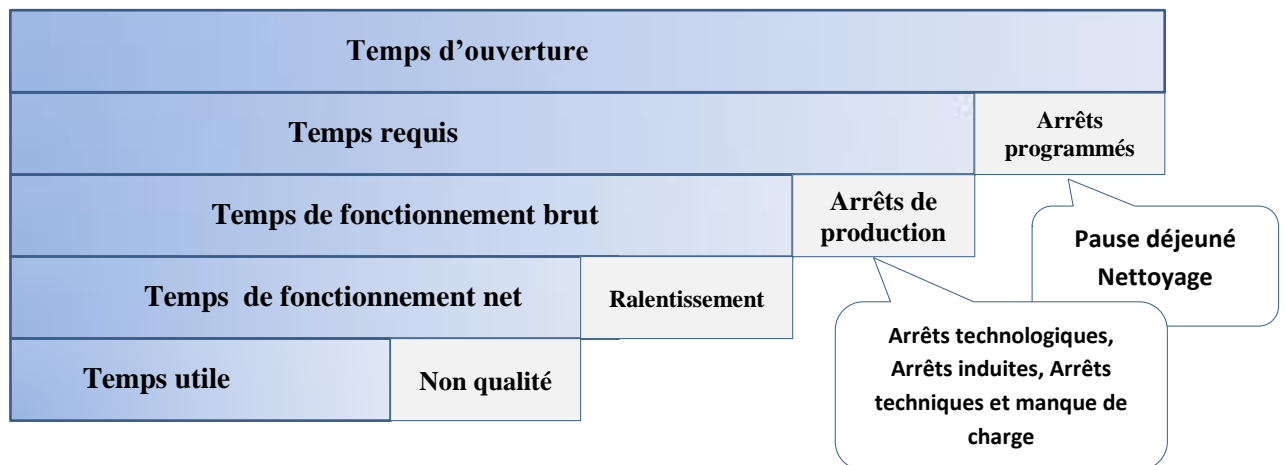 Temps d’ouverture
Temps requis
Arrêts
programmés
Temps de fonctionnement brut
Arrêts de
production
Pause déjeuné
Nettoyage
Temps de fonctionnement net
Ralentissement
Arrêts technologiques,
Arrêts induites, Arrêts
techniques et manque de
charge
Temps utile
Non qualité